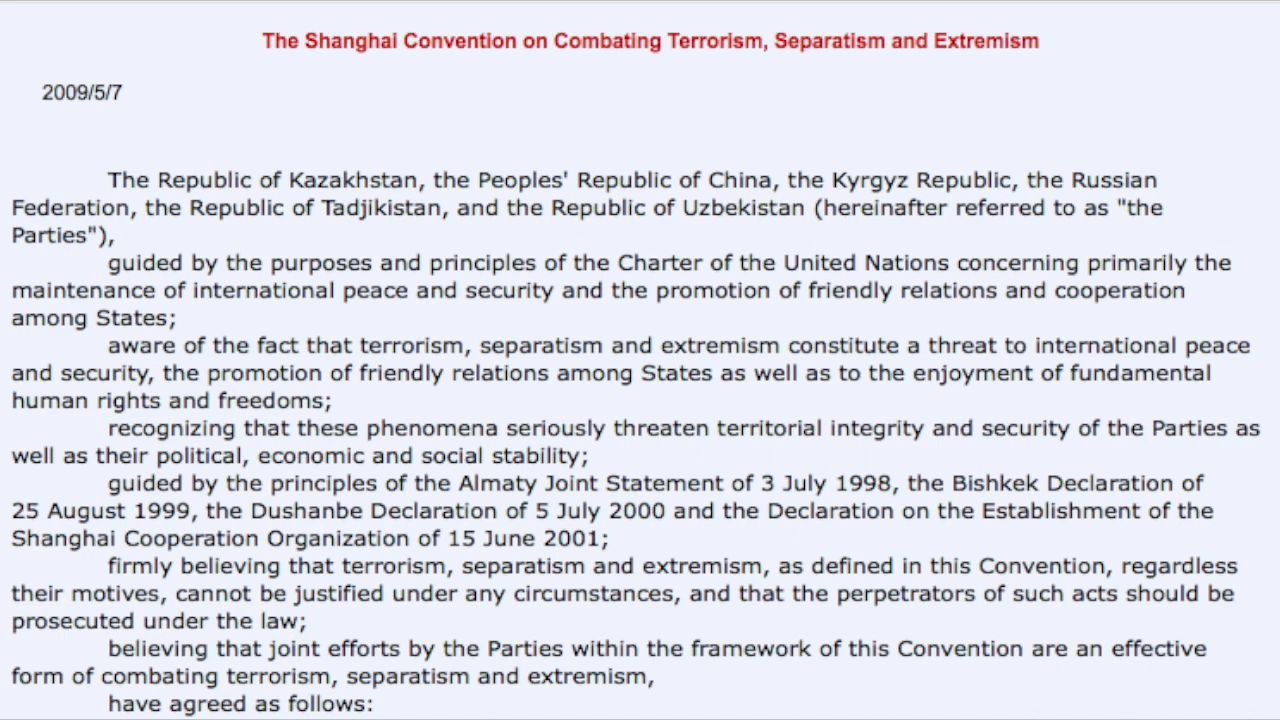 The Shanghai Convention on Combating Terrorism, Separatism and Extremism
2009/5/7
The Republic of Kazakhstan, the Peoples' Republic of China, the Kyrgyz Republic, the Russian
Federation, the Republic of Tadjikistan, and the Republic of Uzbekistan (hereinafter referred to as "the
Parties"),
guided by the purposes and principles of the Charter of the United Nations concerning primarily the
maintenance of international peace and security and the promotion of friendly relations and cooperation
among States;
aware of the fact that terrorism, separatism and extremism constitute a threat to international peace
and security, the promotion of friendly relations among States as well as to the enjoyment of fundamental
human rights and freedoms;
recognizing that these phenomena seriously threaten territorial integrity and security of the Parties as
well as their political, economic and social stability;
guided by the principles of the Almaty Joint Statement of 3 July 1998, the Bishkek Declaration of
25 August 1999, the Dushanbe Declaration of 5 July 2000 and the Declaration on the Establishment of the
Shanghai Cooperation Organization of 15 June 2001;
firmly believing that terrorism, separatism and extremism, as defined in this Convention, regardless
their motives, cannot be justified under any circumstances, and that the perpetrators of such acts should be
prosecuted under the law;
believing that joint efforts by the Parties within the framework of this Convention are an effective
form of combating terrorism, separatism and extremism,
have agreed as follows: